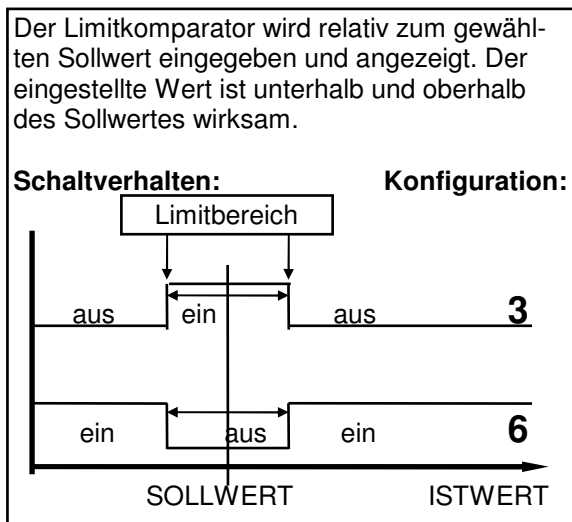 Der Limitkomparator wird relativ zum gewähl-
ten Sollwert eingegeben und angezeigt. Der
eingestellte Wert ist unterhalb und oberhalb
des Sollwertes wirksam.
Schaltverhalten: Konfiguration:
Limitbereich
aus ein aus 3
ein aus ein 6
SOLLWERT ISTWERT